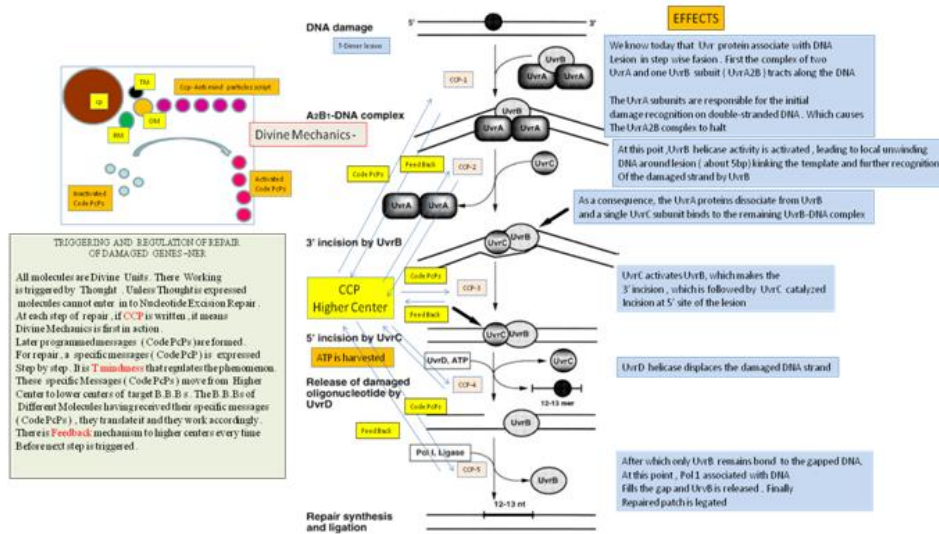 EFFECTS
DNA damage
5'
3'
T-Dimer lesion
We know today that Uvr protein associate with DNA
Lesion in step wise fasion . First the complex of two
UvrA and one UvrB subuit ( UvrA2B ) tracts along the DNA
The UvrA subunits are responsible for the initial
damage recognition on double-stranded DNA . Which causes
The UvrA2B complex to halt
UvrB
UvrA
UvrA
CCP-1
A2B1-DNA complex
UvrB
UvrA
UvrA
At this poit ,UvrB helicase activity is activated , leading to local unwinding
DNA around lesion ( about 5bp) kinking the template and further recognition
Of the damaged strand by UvrB
Ccp-Anti mind particles script
TM
cp
OM
RM
Divine Mechanics-
Inactivated
Code PcPs
Activated
Code PcPs
Feed Back
Code PcPs
CCP-2
UvrC
UvrA
UvrA
As a consequence, the UvrA proteins dissociate from UvrB
and a single UvrC subunit binds to the remaining UvrB-DNA complex
3' incision by UvrB
UvrC
UvrB
TRIGGERING AND REGULATION OF REPAIR
OF DAMAGED GENES-NER
All molecules are Divine Units . There Working
is triggered by Thought . Unless Thought is expressed
molecules cannot enter in to Nucleotide Excision Repair .
At each step of repair , if CCP is written , it means
Divine Mechanics is first in action .
Later programmed messages ( Code PcPs) are formed .
For repair , a specific messages ( Code PcP ) is expressed
Step by step . It is T mindness that regulates the phenomenon.
These specific Messages ( Code PcPs ) move from Higher
Center to lower centers of target B.B.B s . The B.B.Bs of
Different Molecules having received their specific messages
( Code PcPs ) , they translate it and they work accordingly .
There is Feedback mechanism to higher centers every time
Before next step is triggered .
CCP
Higher Center
Code PcPs
CCP-3
Feed Back
UvrC activates UvrB, which makes the
3' incision , which is followed by UvrC catalyzed
Incision at 5' site of the lesion
5' incision by UvrC
UvrC
UvrB
ATP is harvested
UvrD, ATP
UvrC
CCP-4
12-13 mer
UvrD helicase displaces the damaged DNA strand
Release of damaged
oligonucleotide by
UvrD
Code PcPs
UvrB
Feed Back
Pol I, Ligase
CCP-5
UvrB
After which only UvrB remains bond to the gapped DNA.
At this point , Pol 1 associated with DNA
Fills the gap and UrvB is released . Finally
Repaired patch is legated
12-13 nt
Repair synthesis
and ligation